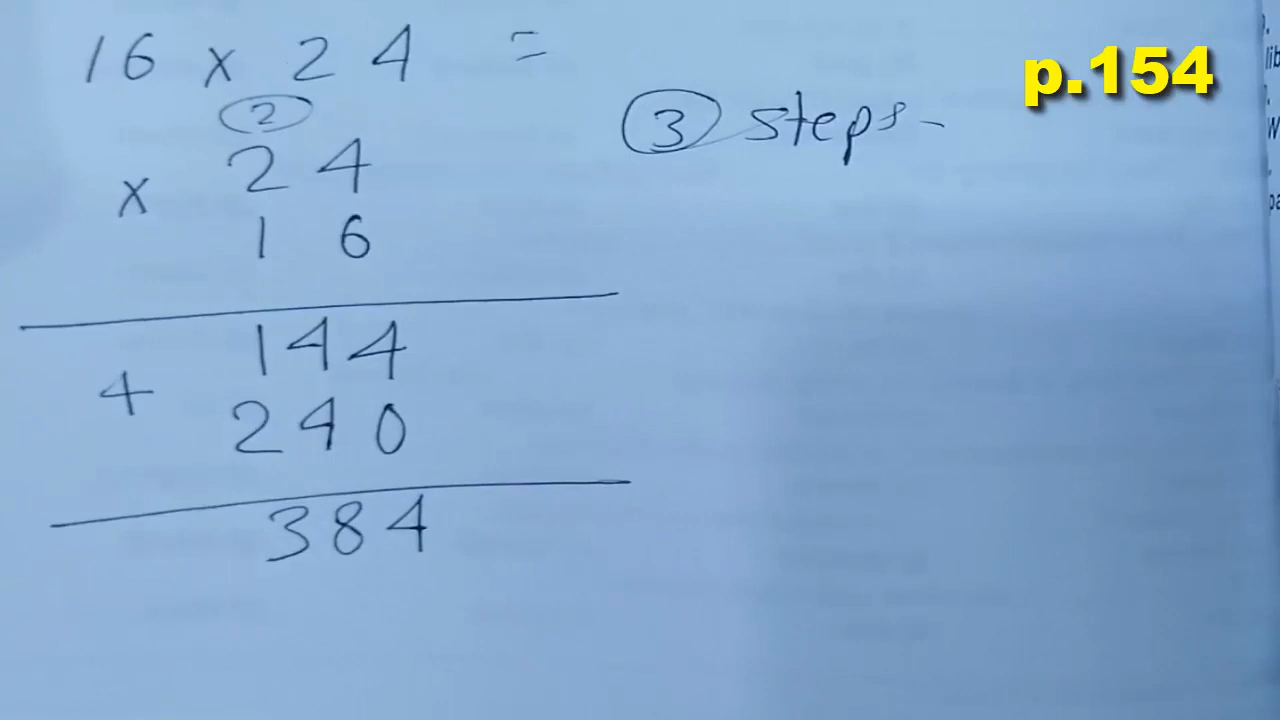 16 x 24 =
p.154
3 steps -
2
24
x
16
144
+
240
384